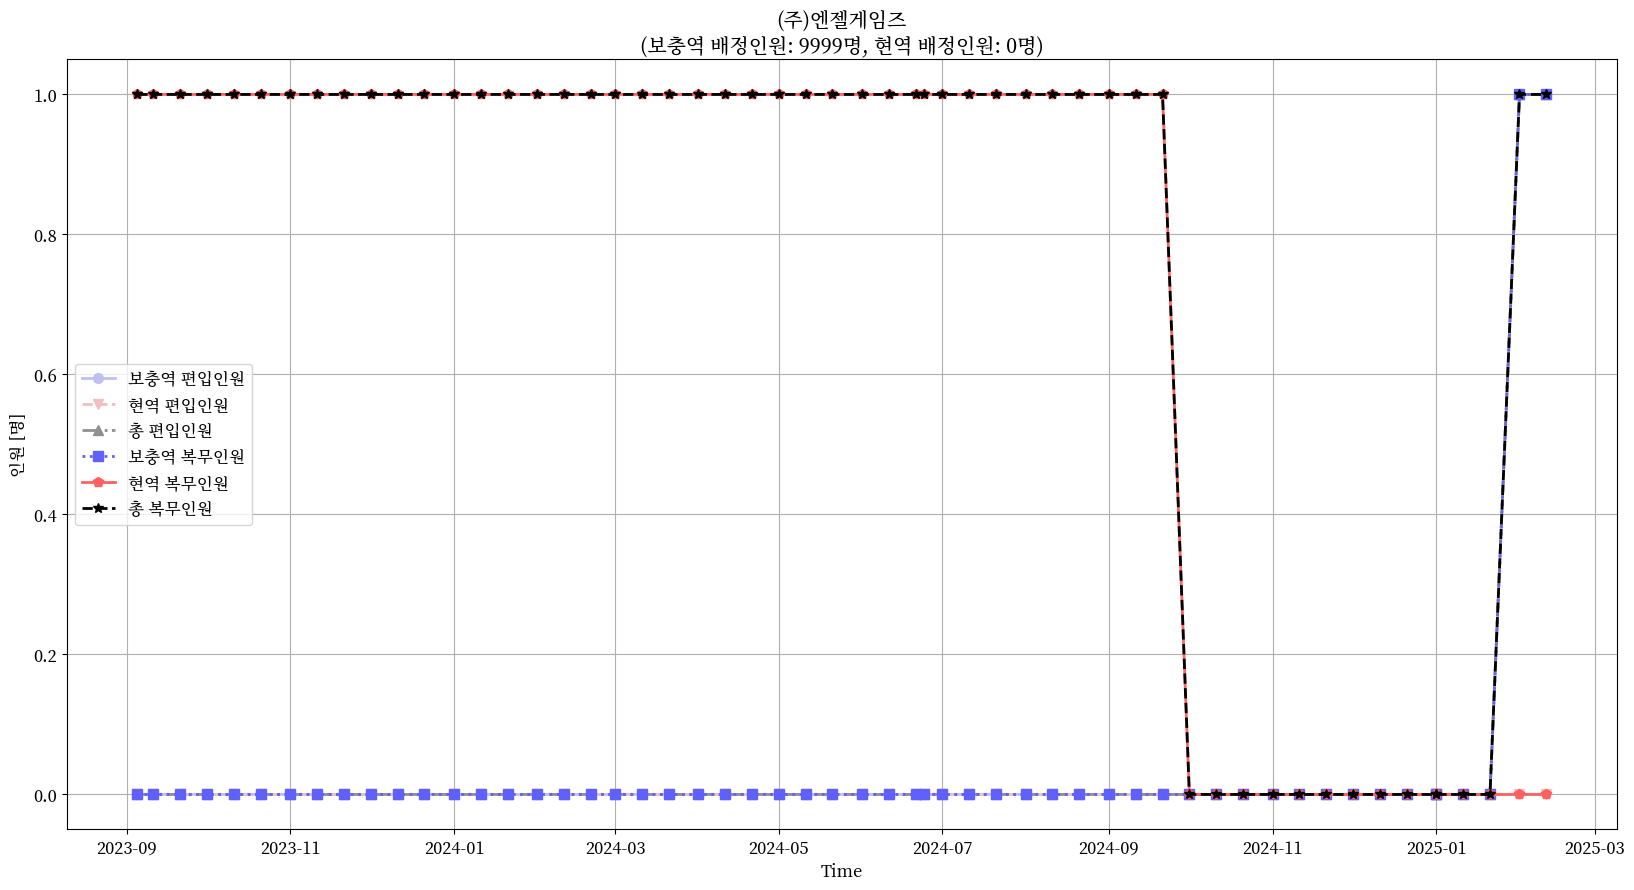 (주)엔젤게임즈
(보충역 배정인원: 9999명, 현역 배정인원: 0명)
1.0
0.8
0.6
0.4
0.2
0.0
인원 [명]
보충역 편입인원
현역 편입인원
총 편입인원
보충역 복무인원
현역 복무인원
총 복무인원
2023-09
2023-11
2024-01
2024-03
2024-05
2024-07
2024-09
2024-11
2025-01
2025-03
Time